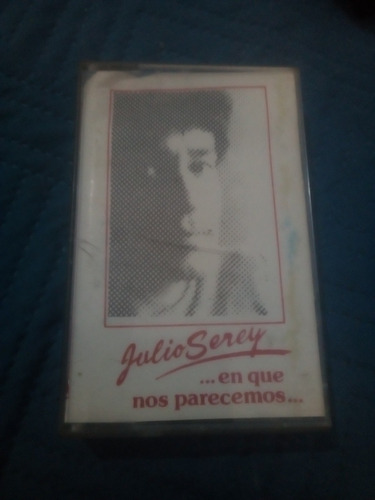 Julio Serey
...en que
nos parecemos...